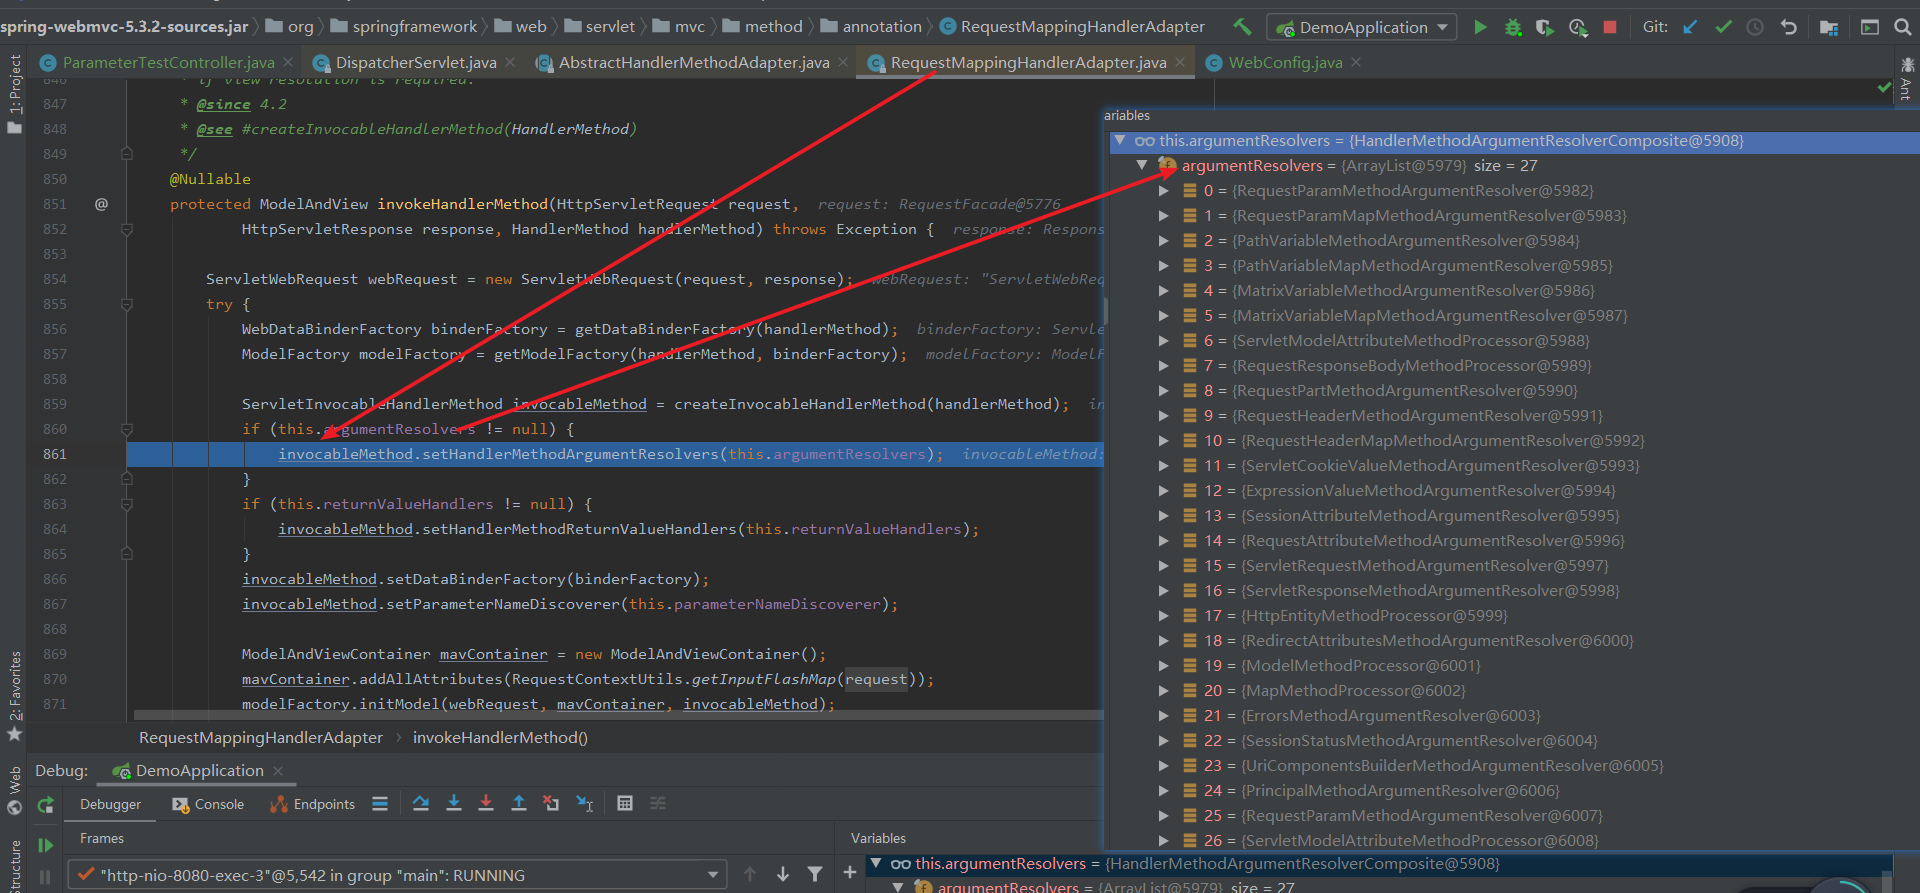 spring-webmvc-5.3.2-sources.jar org springframework web servlet mvc method annotation RequestMappingHandlerAdapter DemoApplication Git:
ParameterTestController.java DispatcherServlet.java AbstractHandlerMethodAdapter.java RequestMappingHandlerAdapter.java WebConfig.java
1: Project
Ant
847 * @since 4.2
848 * @see #createInvocableHandlerMethod(HandlerMethod)
849 */
850 @Nullable
851 @ protected ModelAndView invokeHandlerMethod(HttpServletRequest request, request: RequestFacade@5776
852 HttpServletResponse response, HandlerMethod handlerMethod) throws Exception { response: Respons
853
854 ServletWebRequest webRequest = new ServletWebRequest(request, response); webRequest: "ServletWebReq
855 try {
856 WebDataBinderFactory binderFactory = getDataBinderFactory(handlerMethod); binderFactory: Servle
857 ModelFactory modelFactory = getModelFactory(handlerMethod, binderFactory); modelFactory: ModelF
858
859 ServletInvocableHandlerMethod invocableMethod = createInvocableHandlerMethod(handlerMethod); in
860 if (this.argumentResolvers != null) {
861 invocableMethod.setHandlerMethodArgumentResolvers(this.argumentResolvers); invocableMethod:
862 }
863 if (this.returnValueHandlers != null) {
864 invocableMethod.setHandlerMethodReturnValueHandlers(this.returnValueHandlers);
865 }
866 invocableMethod.setDataBinderFactory(binderFactory);
867 invocableMethod.setParameterNameDiscoverer(this.parameterNameDiscoverer);
868
869 ModelAndViewContainer mavContainer = new ModelAndViewContainer();
870 mavContainer.addAllAttributes(RequestContextUtils.getInputFlashMap(request));
871 modelFactory.initModel(webRequest, mavContainer, invocableMethod);
RequestMappingHandlerAdapter invokeHandlerMethod()
ariables
this.argumentResolvers = {HandlerMethodArgumentResolverComposite@5908}
argumentResolvers = {ArrayList@5979} size = 27
0 = {RequestParamMethodArgumentResolver@5982}
1 = {RequestParamMapMethodArgumentResolver@5983}
2 = {PathVariableMethodArgumentResolver@5984}
3 = {PathVariableMapMethodArgumentResolver@5985}
4 = {MatrixVariableMethodArgumentResolver@5986}
5 = {MatrixVariableMapMethodArgumentResolver@5987}
6 = {ServletModelAttributeMethodProcessor@5988}
7 = {RequestResponseBodyMethodProcessor@5989}
8 = {RequestPartMethodArgumentResolver@5990}
9 = {RequestHeaderMethodArgumentResolver@5991}
10 = {RequestHeaderMapMethodArgumentResolver@5992}
11 = {ServletCookieValueMethodArgumentResolver@5993}
12 = {ExpressionValueMethodArgumentResolver@5994}
13 = {SessionAttributeMethodArgumentResolver@5995}
14 = {RequestAttributeMethodArgumentResolver@5996}
15 = {ServletRequestMethodArgumentResolver@5997}
16 = {ServletResponseMethodArgumentResolver@5998}
17 = {HttpEntityMethodProcessor@5999}
18 = {RedirectAttributesMethodArgumentResolver@6000}
19 = {ModelMethodProcessor@6001}
20 = {MapMethodProcessor@6002}
21 = {ErrorsMethodArgumentResolver@6003}
22 = {SessionStatusMethodArgumentResolver@6004}
23 = {UriComponentsBuilderMethodArgumentResolver@6005}
24 = {PrincipalMethodArgumentResolver@6006}
25 = {RequestParamMethodArgumentResolver@6007}
26 = {ServletModelAttributeMethodProcessor@6008}
2: Favorites
Web
Structure
Debug: DemoApplication
Debugger Console Endpoints
Frames Variables
"http-nio-8080-exec-3"@5,542 in group "main": RUNNING
this.argumentResolvers = {HandlerMethodArgumentResolverComposite@5908}
argumentResolvers = {ArrayList@5979} size = 27